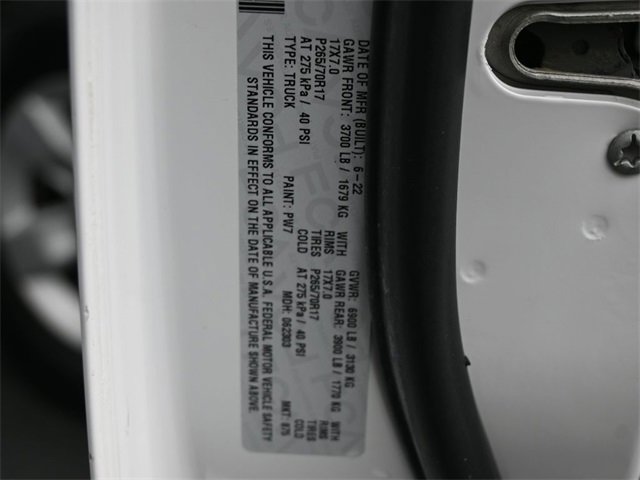 DATE OF MFR (BUILT): 6-22 GVWR: 6900 LB / 3130 KG
GAWR FRONT: 3700 LB / 1679 KG WITH GAWR REAR: 3900 LB / 1770 KG WITH
17X7.0 RIMS 17X7.0 RIMS
P265/70R17 TIRES P265/70R17 TIRES
AT 275 kPa / 40 PSI COLD AT 275 kPa / 40 PSI COLD
TYPE: TRUCK PAINT: PW7 MDH: 062303 MKT: 875
THIS VEHICLE CONFORMS TO ALL APPLICABLE U.S.A. FEDERAL MOTOR VEHICLE SAFETY
STANDARDS IN EFFECT ON THE DATE OF MANUFACTURE SHOWN ABOVE.